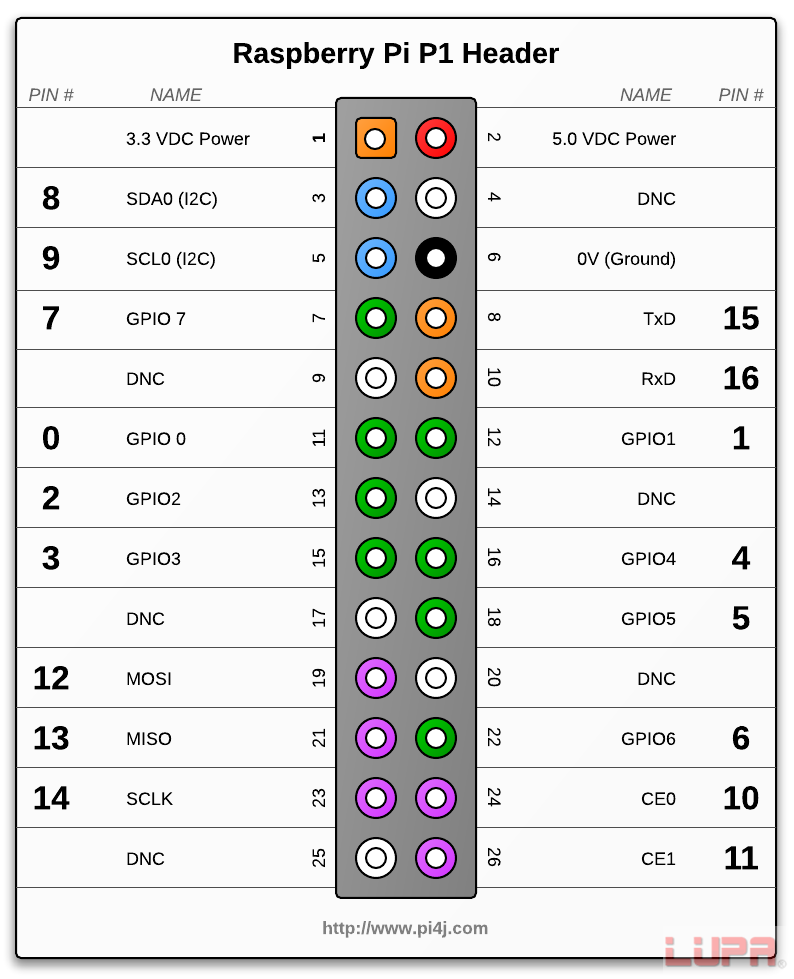 Raspberry Pi P1 Header
PIN # NAME NAME PIN #
3.3 VDC Power 1 2 5.0 VDC Power
8 SDA0 (I2C) 3 4 DNC
9 SCL0 (I2C) 5 6 0V (Ground)
7 GPIO 7 7 8 TxD 15
DNC 9 10 RxD 16
0 GPIO 0 11 12 GPIO1 1
2 GPIO2 13 14 DNC
3 GPIO3 15 16 GPIO4 4
DNC 17 18 GPIO5 5
12 MOSI 19 20 DNC
13 MISO 21 22 GPIO6 6
14 SCLK 23 24 CE0 10
DNC 25 26 CE1 11
http://www.pi4j.com
LUPA®